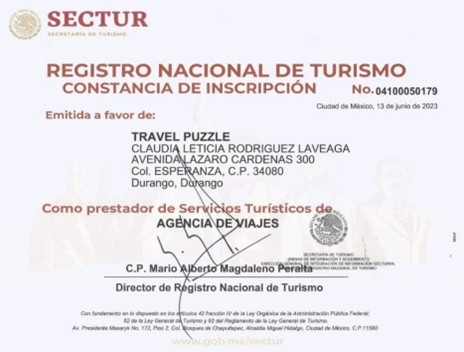 SECTUR
SECRETARÍA DE TURISMO
REGISTRO NACIONAL DE TURISMO
CONSTANCIA DE INSCRIPCIÓN No. 04100050179
Ciudad de México, 13 de junio de 2023
Emitida a favor de:
TRAVEL PUZZLE
CLAUDIA LETICIA RODRIGUEZ LAVEAGA
AVENIDA LAZARO CARDENAS 300
Col. ESPERANZA, C.P. 34080
Durango, Durango
Como prestador de Servicios Turísticos de
AGENCIA DE VIAJES
SECRETARÍA DE TURISMO
UNIDAD DE INFORMACIÓN Y SEGUIMIENTO
DIRECCIÓN GENERAL DE INTEGRACIÓN DE INFORMACIÓN SECTORIAL
REGISTRO NACIONAL DE TURISMO
C.P. Mario Alberto Magdaleno Peralta
Director de Registro Nacional de Turismo
Con fundamento en lo dispuesto en los artículos 42 fracción IV de la Ley Orgánica de la Administración Pública Federal;
52 de la Ley General de Turismo y 92 del Reglamento de la Ley General de Turismo.
Av. Presidente Masaryk No. 172, Piso 2, Col. Bosques de Chapultepec, Alcaldía Miguel Hidalgo, Ciudad de México, C.P. 11580
www.gob.mx/sectur